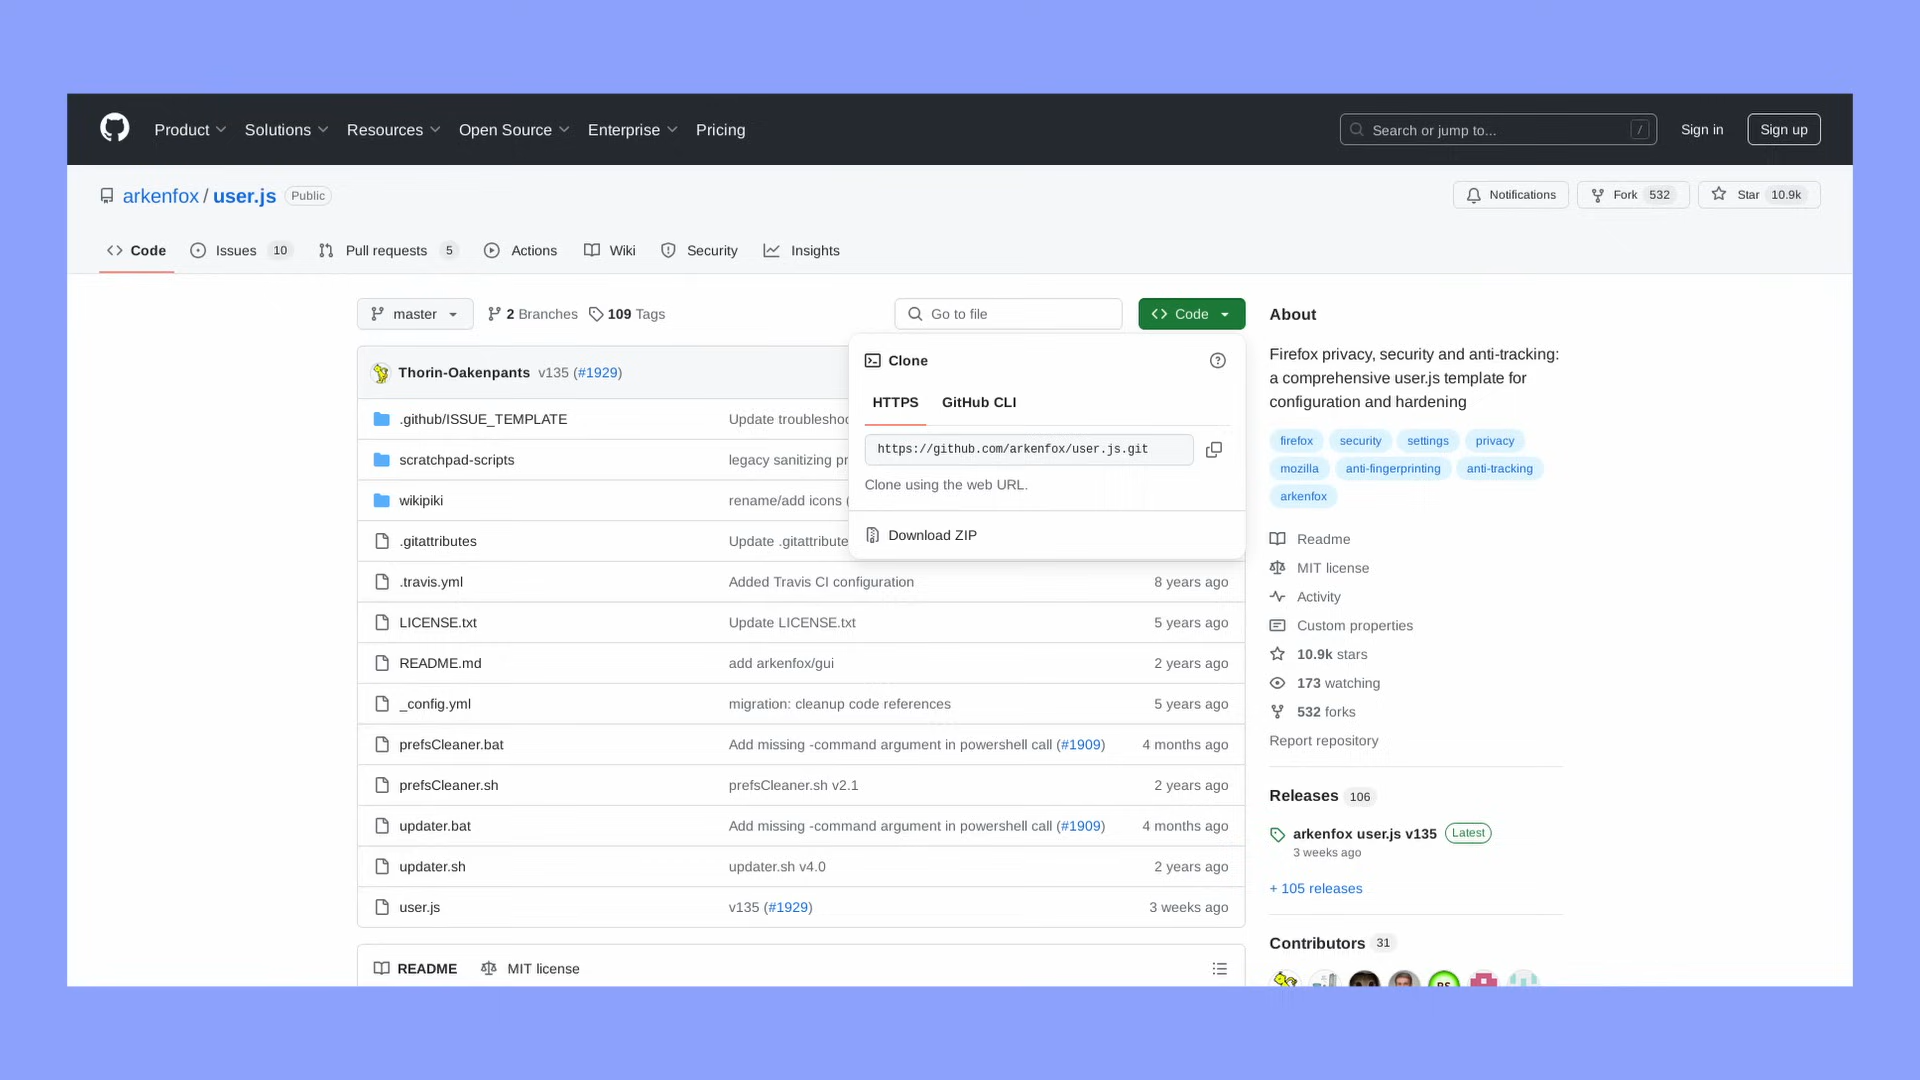 Product Solutions Resources Open Source Enterprise Pricing Search or jump to... / Sign in Sign up
arkenfox / user.js Public Notifications Fork 532 Star 10.9k
Code Issues 10 Pull requests 5 Actions Wiki Security Insights
master 2 Branches 109 Tags Go to file Code
Clone
HTTPS GitHub CLI
https://github.com/arkenfox/user.js.git
Clone using the web URL.
Download ZIP
Thorin-Oakenpants v135 (#1929)
.github/ISSUE_TEMPLATE Update troubleshoo
scratchpad-scripts legacy sanitizing pr
wikipiki rename/add icons (
.gitattributes Update .gitattribute
.travis.yml Added Travis CI configuration 8 years ago
LICENSE.txt Update LICENSE.txt 5 years ago
README.md add arkenfox/gui 2 years ago
_config.yml migration: cleanup code references 5 years ago
prefsCleaner.bat Add missing -command argument in powershell call (#1909) 4 months ago
prefsCleaner.sh prefsCleaner.sh v2.1 2 years ago
updater.bat Add missing -command argument in powershell call (#1909) 4 months ago
updater.sh updater.sh v4.0 2 years ago
user.js v135 (#1929) 3 weeks ago
README MIT license
About
Firefox privacy, security and anti-tracking:
a comprehensive user.js template for
configuration and hardening
firefox security settings privacy
mozilla anti-fingerprinting anti-tracking
arkenfox
Readme
MIT license
Activity
Custom properties
10.9k stars
173 watching
532 forks
Report repository
Releases 106
arkenfox user.js v135 Latest
3 weeks ago
+ 105 releases
Contributors 31